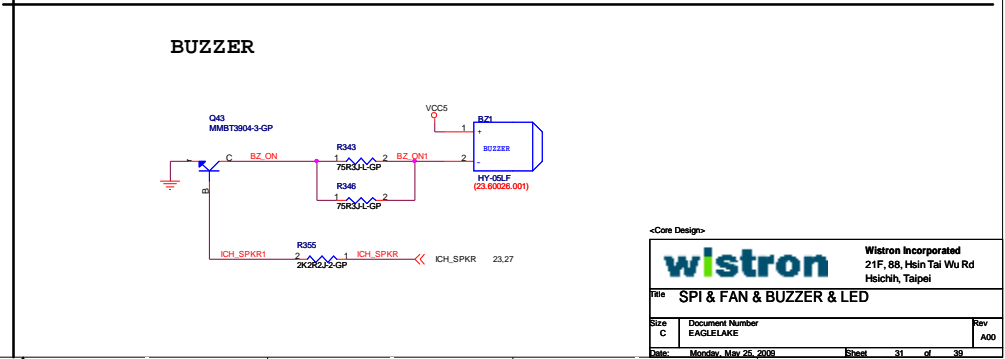 BUZZER
VCC5
Q43
MMBT3904-3-GP
BZ1
1
+
BUZZER
2
-
HY-05LF
(23.60026.001)
C
BZ_ON
R343
1
2
75R3J-L-GP
BZ_ON1
R346
1
2
75R3J-L-GP
B
R355
ICH_SPKR1
2
1
2K2R2J-2-GP
ICH_SPKR
ICH_SPKR 23,27
<Core Design>
wistron
Wistron Incorporated
21F, 88, Hsin Tai Wu Rd
Hsichih, Taipei
Title
SPI & FAN & BUZZER & LED
Size
C
Document Number
EAGLELAKE
Rev
A00
Date: Monday, May 25, 2009
Sheet 31 of 39